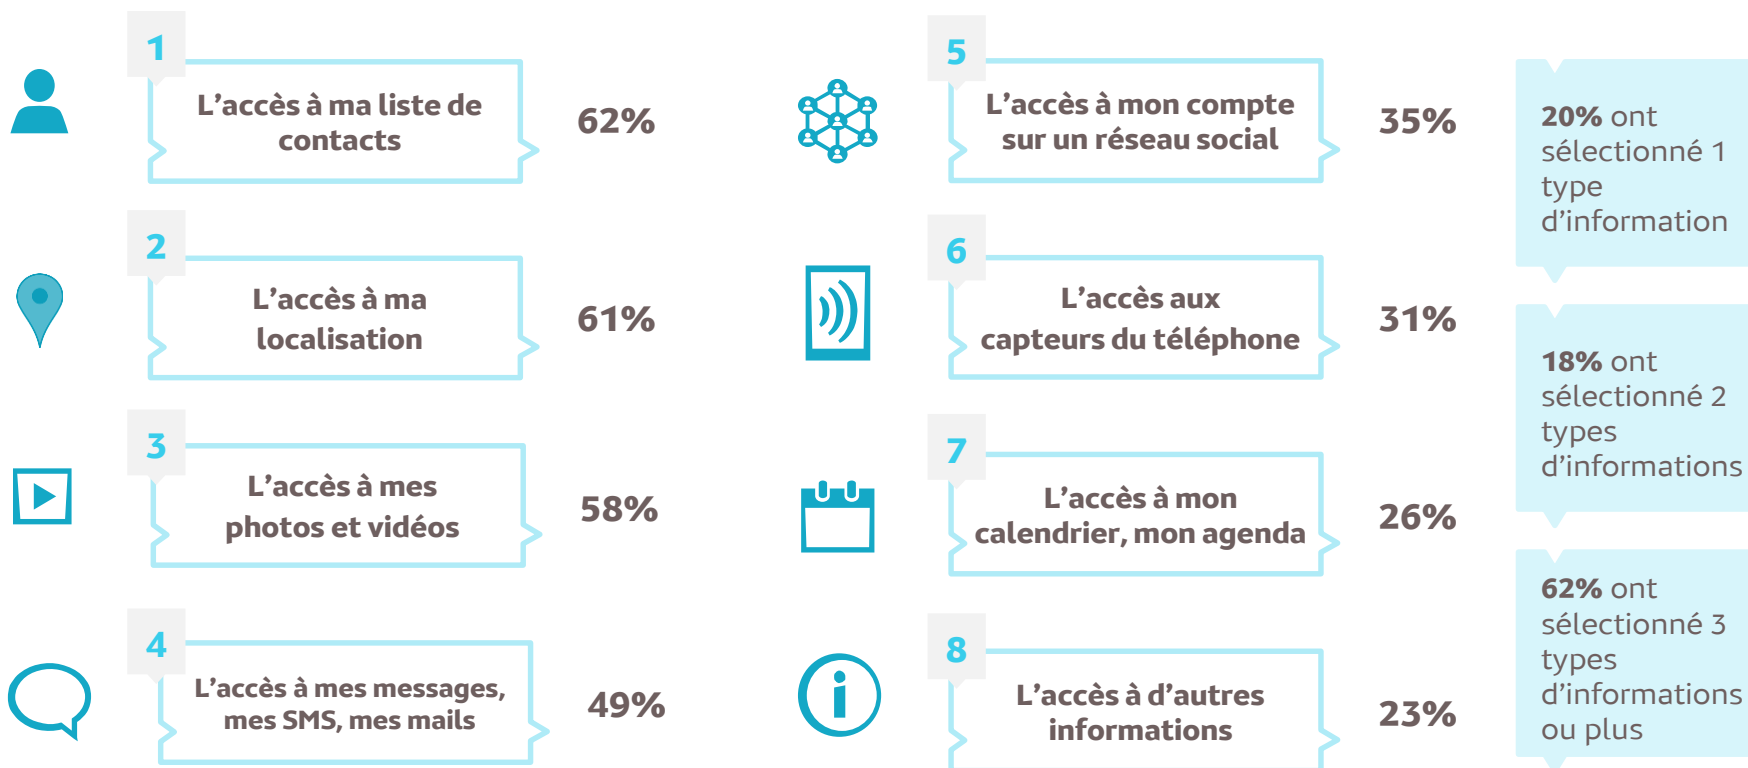 1
L'accès à ma liste de
contacts
62%
2
L'accès à ma
localisation
61%
3
L'accès à mes
photos et vidéos
58%
4
L'accès à mes messages,
mes SMS, mes mails
49%
5
L'accès à mon compte
sur un réseau social
35%
6
L'accès aux
capteurs du téléphone
31%
7
L'accès à mon
calendrier, mon agenda
26%
8
L'accès à d'autres
informations
23%
20% ont
sélectionné 1
type
d'information
18% ont
sélectionné 2
types
d'informations
62% ont
sélectionné 3
types
d'informations
ou plus